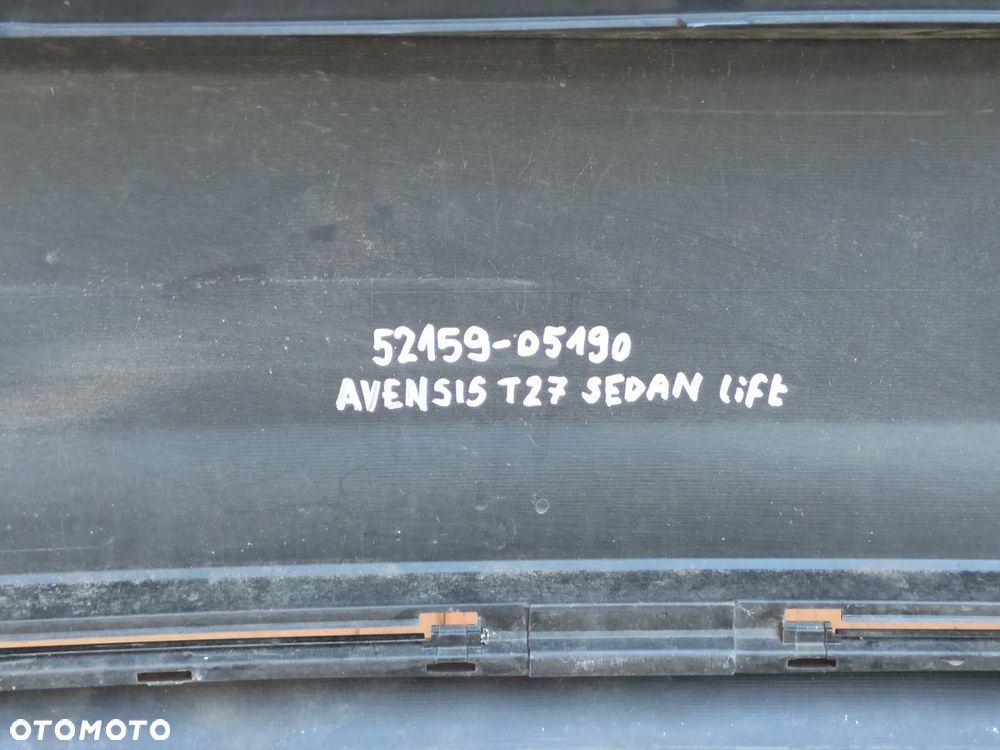 52159-05190
AVENSIS T27 SEDAN Lift
OTOMOTO